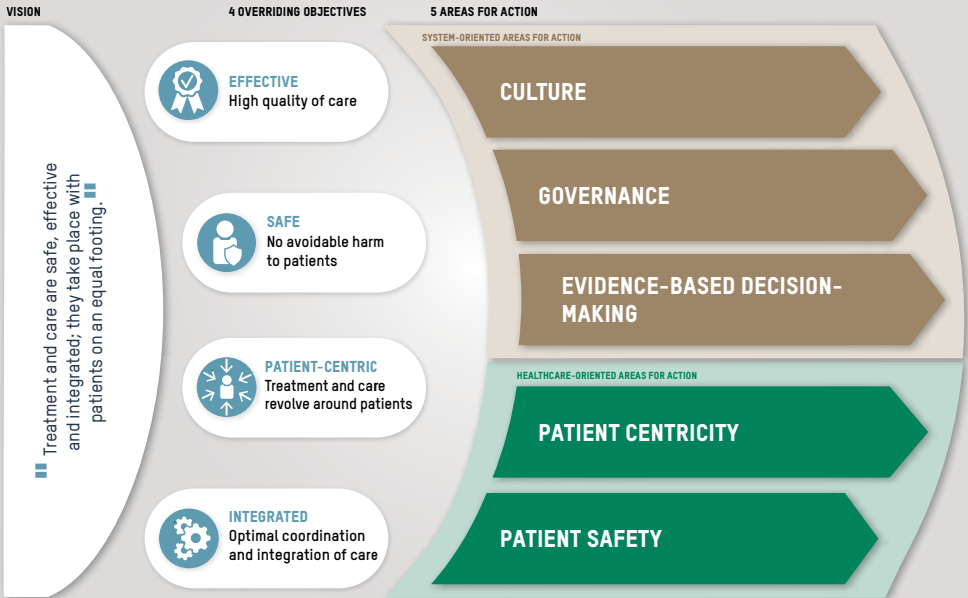 VISION
4 OVERRIDING OBJECTIVES
5 AREAS FOR ACTION
" Treatment and care are safe, effective
and integrated; they take place with
patients on an equal footing. "
EFFECTIVE
High quality of care
SAFE
No avoidable harm
to patients
PATIENT-CENTRIC
Treatment and care
revolve around patients
INTEGRATED
Optimal coordination
and integration of care
SYSTEM-ORIENTED AREAS FOR ACTION
CULTURE
GOVERNANCE
EVIDENCE-BASED DECISION-
MAKING
HEALTHCARE-ORIENTED AREAS FOR ACTION
PATIENT CENTRICITY
PATIENT SAFETY